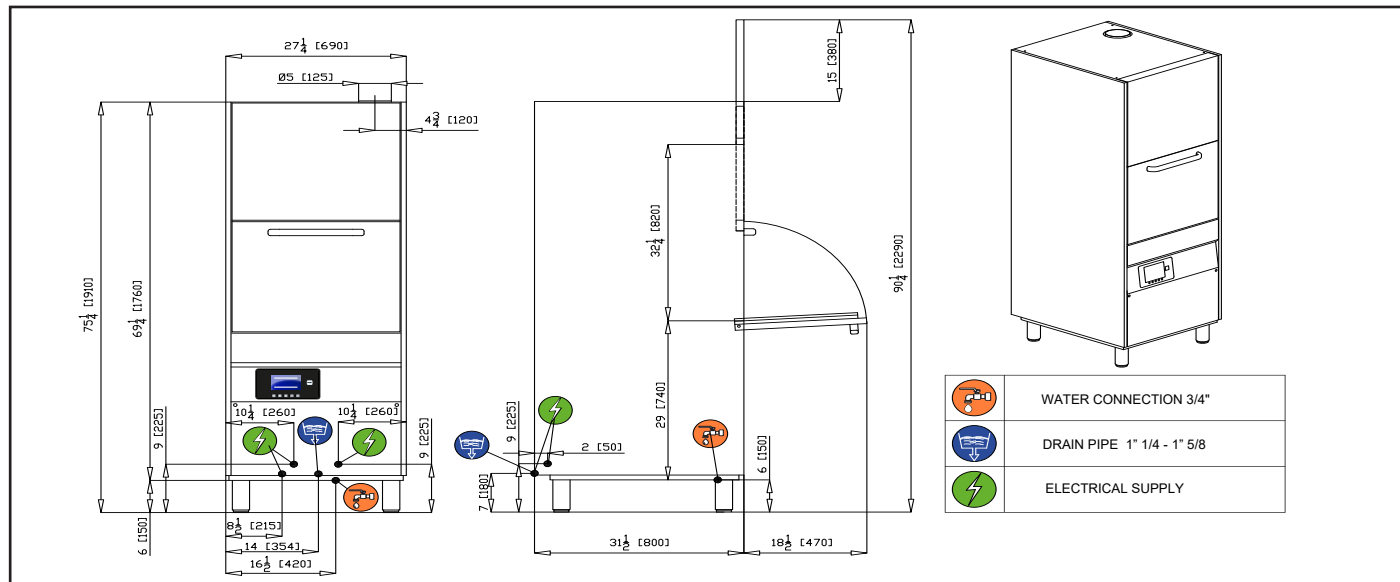 27 1/4 [690]
Ø5 [125]
4 3/4 [120]
75 1/4 [1910]
69 1/4 [1760]
10 1/4 [260]
10 1/4 [260]
9 [225]
9 [225]
6 [150]
8 1/2 [215]
14 [354]
16 1/2 [420]
15 [380]
32 1/4 [820]
90 1/4 [2290]
29 [740]
9 [225]
2 [50]
7 [180]
6 [150]
31 1/2 [800]
18 1/2 [470]
WATER CONNECTION 3/4"
DRAIN PIPE 1” 1/4 - 1” 5/8
ELECTRICAL SUPPLY